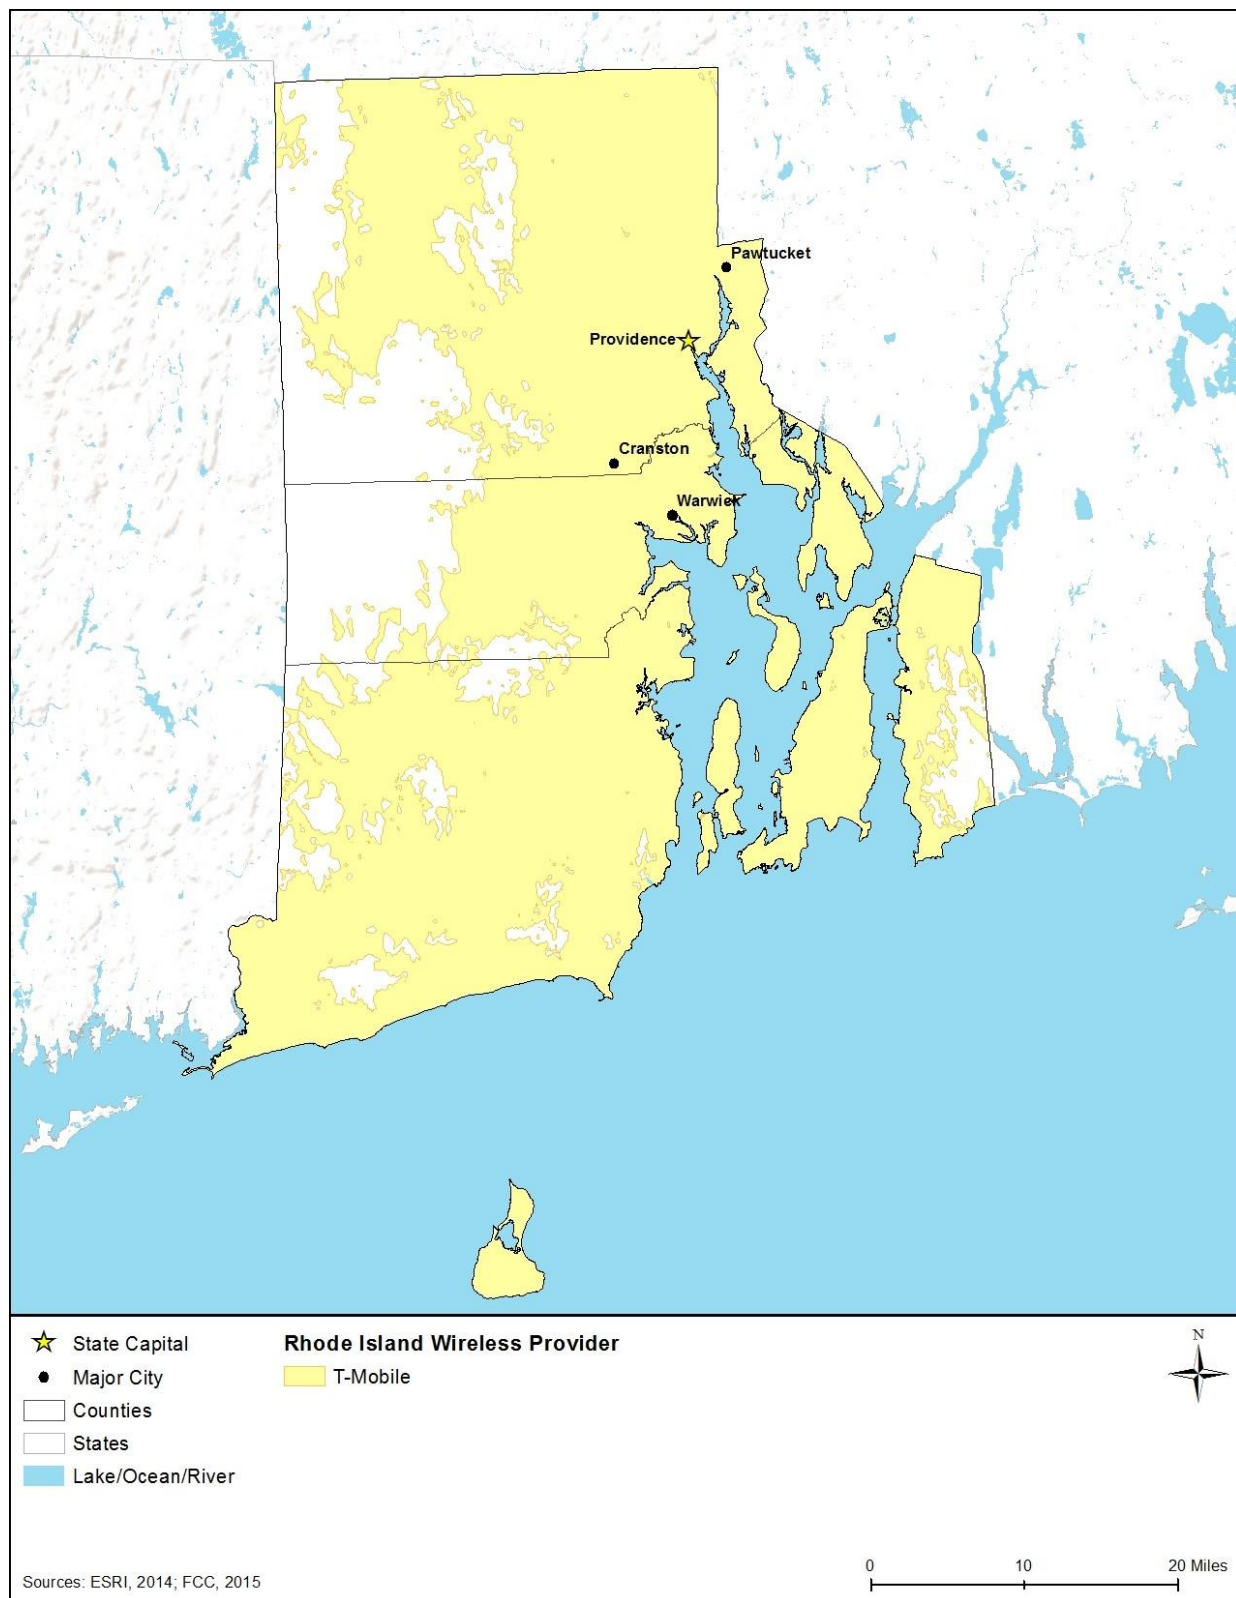 Pawtucket
Providence
Cranston
Warwick
State Capital
Major City
Counties
States
Lake/Ocean/River
Rhode Island Wireless Provider
T-Mobile
N
0 10 20 Miles
Sources: ESRI, 2014; FCC, 2015